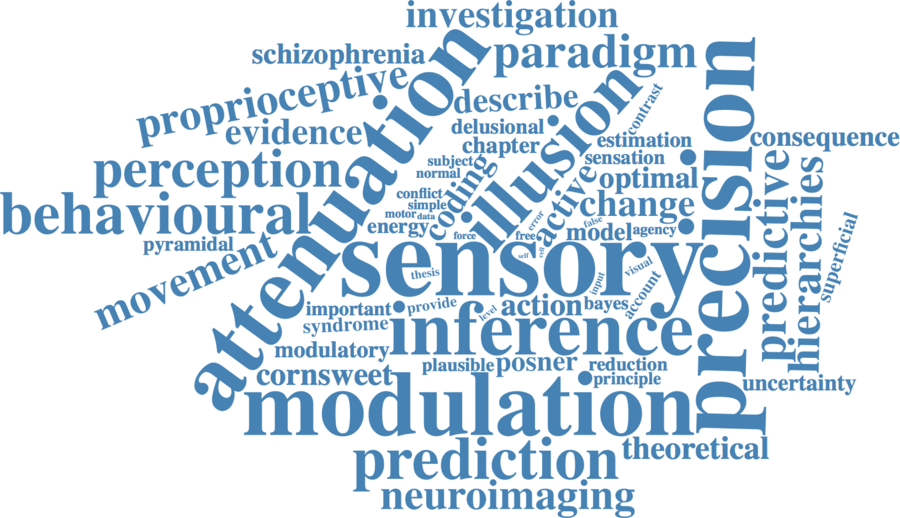 investigation
schizophrenia
paradigm
proprioceptive
attenuation
describe
illusion
contrast
precision
evidence
delusional
chapter
estimation
consequence
perception
subject
normal
coding
sensation
optimal
active
predictive
hierarchies
behavioural
conflict
simple
motor
data
change
error
false
pyramidal
energy
force
free
model
agency
superficial
movement
sensory
self
cell
visual
thesis
input
account
important
provide
level
action
bayes
syndrome
inference
modulatory
plausible
posner
reduction
cornsweet
principle
uncertainty
modulation
prediction
theoretical
neuroimaging